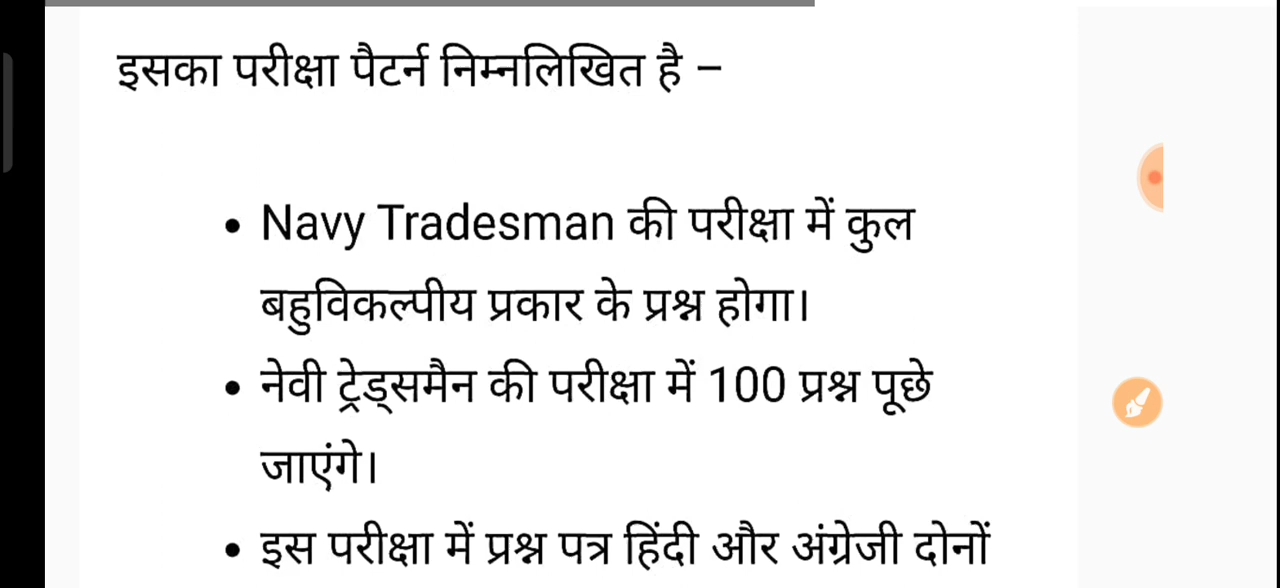 इसका परीक्षा पैटर्न निम्नलिखित है –
• Navy Tradesman की परीक्षा में कुल
बहुविकल्पीय प्रकार के प्रश्न होगा।
• नेवी ट्रेड्समैन की परीक्षा में 100 प्रश्न पूछे
जाएंगे।
• इस परीक्षा में प्रश्न पत्र हिंदी और अंग्रेजी दोनों